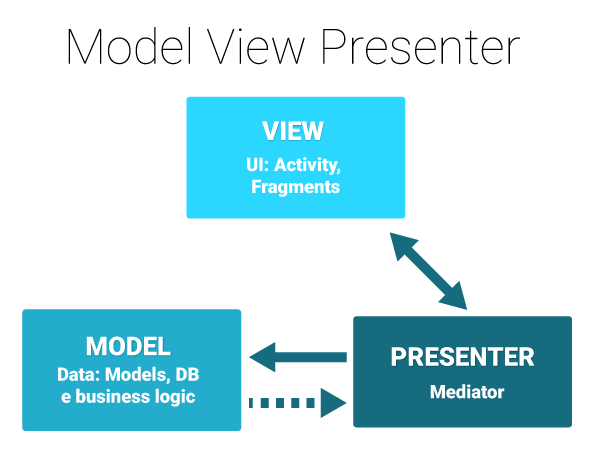 Model View Presenter
VIEW
UI: Activity,
Fragments
MODEL
Data: Models, DB
e business logic
PRESENTER
Mediator